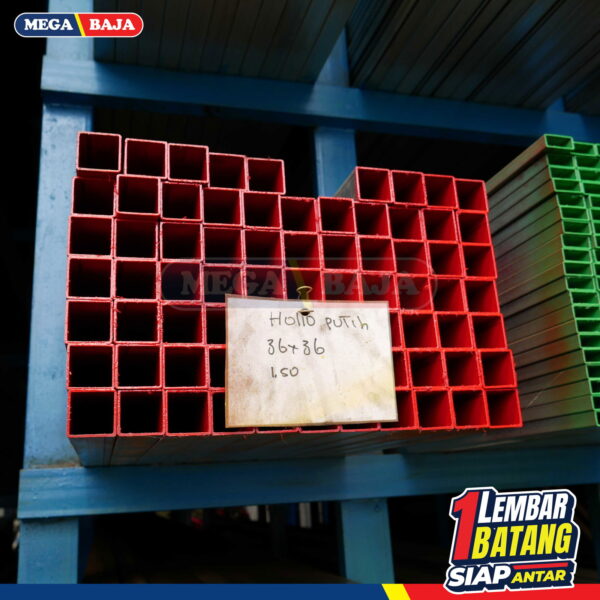 MEGA BAJA
MEGA BAJA
HOllO PUTih
36x36
1.50
1 LEMBAR
BATANG
SIAP ANTAR